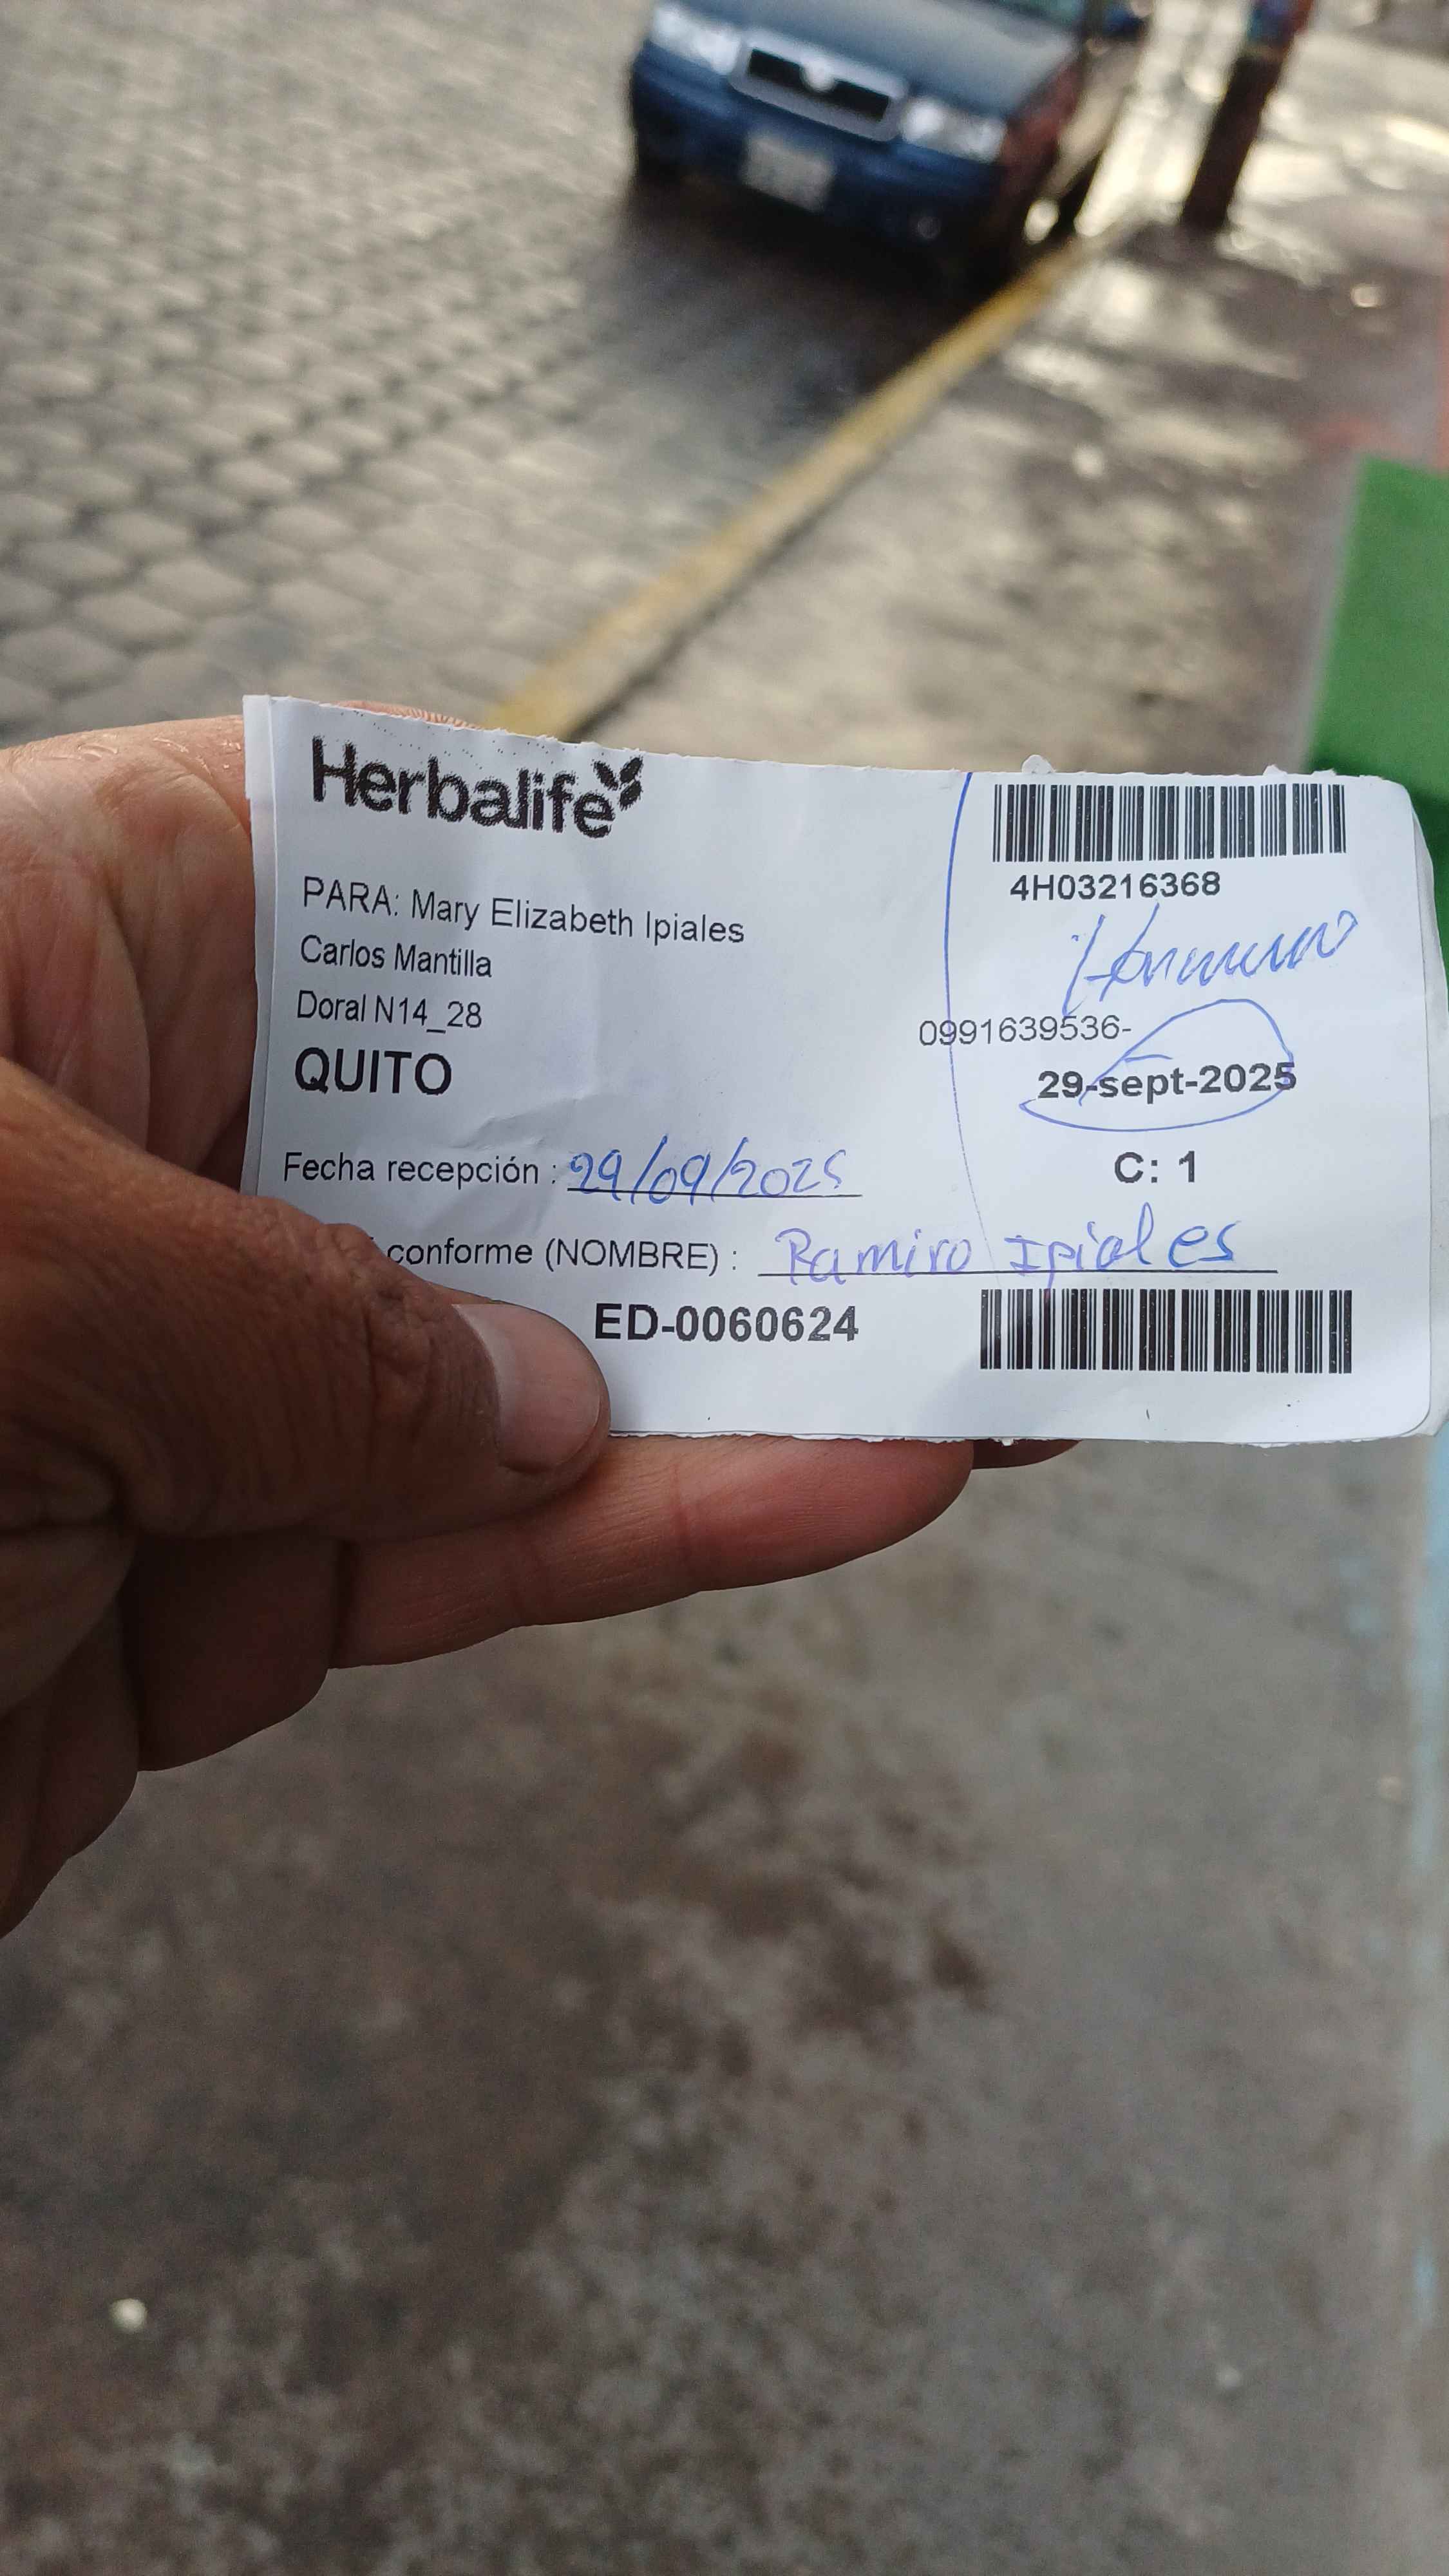 Herbalife
4H03216368
PARA: Mary Elizabeth Ipiales
Carlos Mantilla
Doral N14_28
0991639536-
QUITO
29-sept-2025
C: 1
Fecha recepción : 29/09/2025
conforme (NOMBRE) : Ramiro Ipiales
ED-0060624